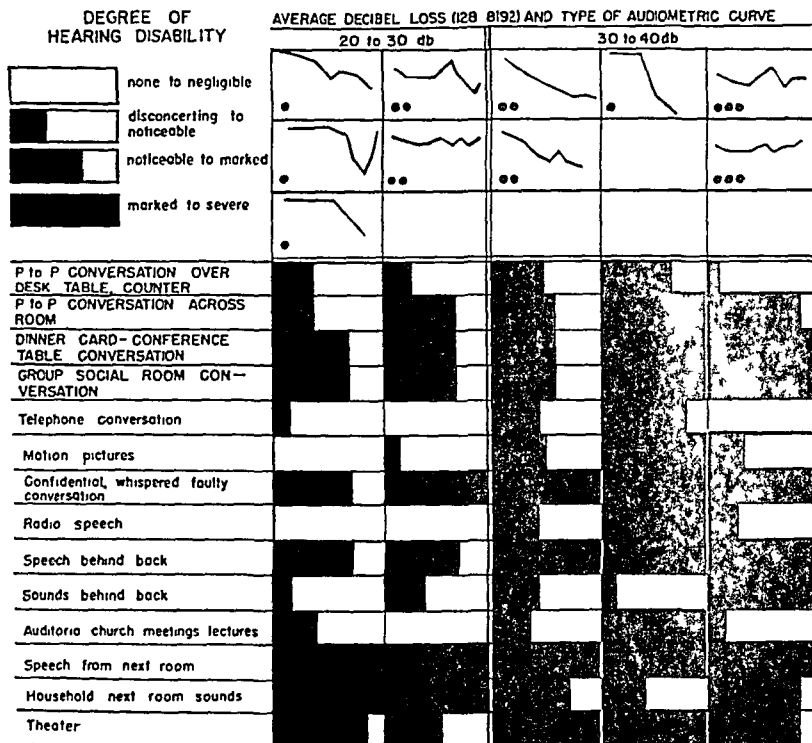 DEGREE OF
HEARING DISABILITY
none to negligible
disconcerting to
noticeable
noticeable to marked
marked to severe
AVERAGE DECIBEL LOSS (128 8192) AND TYPE OF AUDIOMETRIC CURVE
20 to 30 db
30 to 40db
P to P CONVERSATION OVER
DESK TABLE, COUNTER
P to P CONVERSATION ACROSS
ROOM
DINNER CARD-CONFERENCE
TABLE CONVERSATION
GROUP SOCIAL ROOM CON-
VERSATION
Telephone conversation
Motion pictures
Confidential, whispered faulty
conversation
Radio speech
Speech behind back
Sounds behind back
Auditoria church meetings lectures
Speech from next room
Household next room sounds
Theater